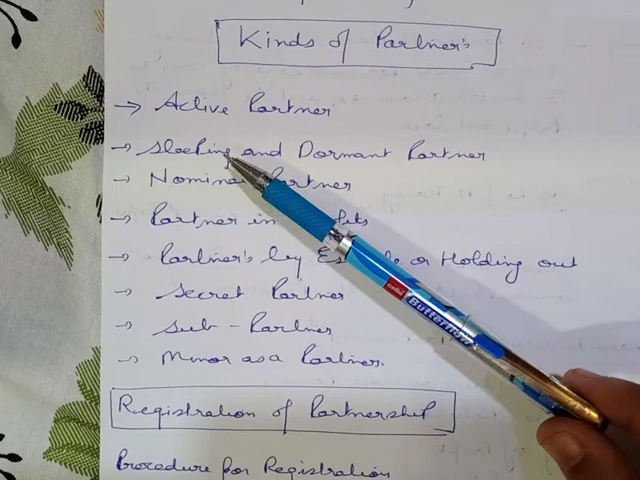 Kinds of Partner's
→ Active Partner
→ Sleeping and Dormant Partner
→ Partner
→ Partner in
→ Partner's by or Holding out
→ Secret Partner
→ Sub - Partner
→ Minor as a Partner.
Registration of Partnership
Procedure for Registration
cello Butterflow